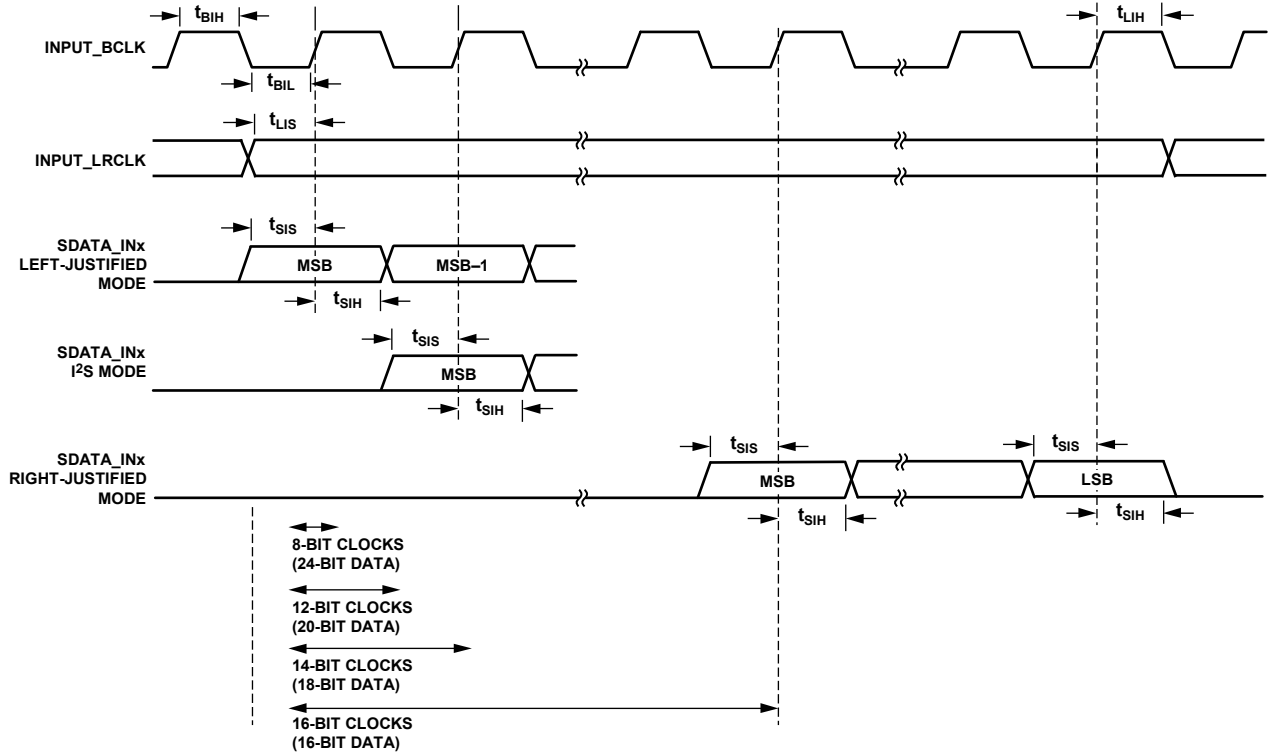 tBIH
tLIH
INPUT_BCLK
tBIL
tLIS
INPUT_LRCLK
tSIS
SDATA_INx
LEFT-JUSTIFIED
MODE
MSB
MSB–1
tSIH
tSIS
SDATA_INx
I2S MODE
MSB
tSIH
tSIS
tSIS
SDATA_INx
RIGHT-JUSTIFIED
MODE
MSB
LSB
tSIH
tSIH
8-BIT CLOCKS
(24-BIT DATA)
12-BIT CLOCKS
(20-BIT DATA)
14-BIT CLOCKS
(18-BIT DATA)
16-BIT CLOCKS
(16-BIT DATA)